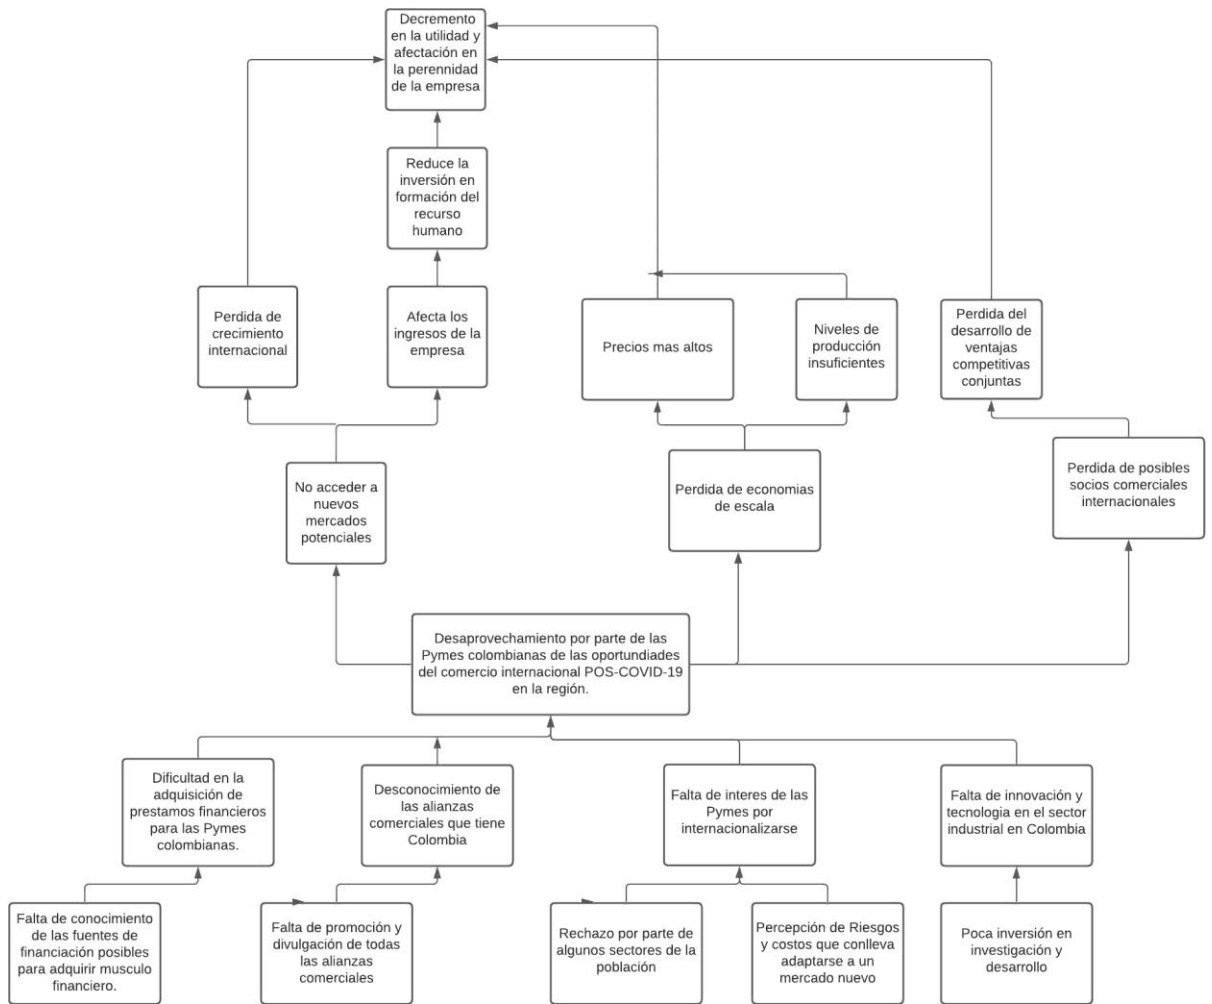 Decremento
en la utilidad y
afectación en
la perennidad
de la empresa
Reduce la
inversión en
formación del
recurso
humano
Perdida de
crecimiento
internacional
Afecta los
ingresos de la
empresa
Precios mas altos
Niveles de
producción
insuficientes
Perdida del
desarrollo de
ventajas
competitivas
conjuntas
No acceder a
nuevos
mercados
potenciales
Perdida de economias
de escala
Perdida de posibles
socios comerciales
internacionales
Desaprovechamiento por parte de las
Pymes colombianas de las oportundiades
del comercio internacional POS-COVID-19
en la región.
Dificultad en la
adquisición de
prestamos financieros
para las Pymes
colombianas.
Desconocimiento de
las alianzas
comerciales que tiene
Colombia
Falta de interes de las
Pymes por
internacionalizarse
Falta de innovación y
tecnologia en el sector
industrial en Colombia
Falta de conocimiento
de las fuentes de
financiación posibles
para adquirir musculo
financiero.
Falta de promoción y
divulgación de todas
las alianzas
comerciales
Rechazo por parte de
algunos sectores de la
población
Percepción de Riesgos
y costos que conlleva
adaptarse a un
mercado nuevo
Poca inversión en
investigación y
desarrollo